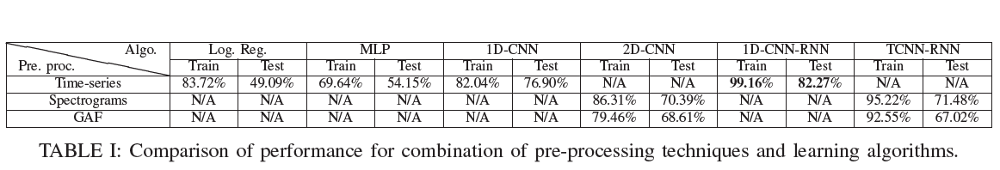 Algo. Log. Reg. MLP 1D-CNN 2D-CNN 1D-CNN-RNN TCNN-RNN
Pre. proc. Train Test Train Test Train Test Train Test Train Test Train Test
Time-series 83.72% 49.09% 69.64% 54.15% 82.04% 76.90% N/A N/A 99.16% 82.27% N/A N/A
Spectrograms N/A N/A N/A N/A N/A N/A 86.31% 70.39% N/A N/A 95.22% 71.48%
GAF N/A N/A N/A N/A N/A N/A 79.46% 68.61% N/A N/A 92.55% 67.02%
TABLE I: Comparison of performance for combination of pre-processing techniques and learning algorithms.